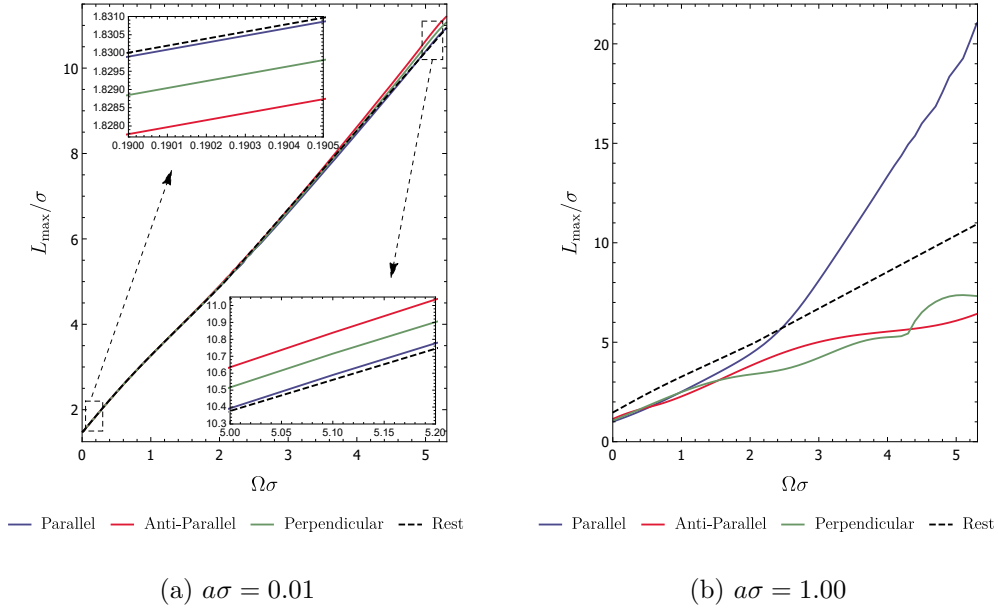 1.8310
1.8305
1.8300
1.8295
1.8290
1.8285
1.8280
0.1900 0.1901 0.1902 0.1903 0.1904 0.1905
10
8
6
4
2
L_max/σ
11.0
10.9
10.8
10.7
10.6
10.5
10.4
10.3
5.00 5.05 5.10 5.15 5.20
0 1 2 3 4 5
Ωσ
Parallel Anti-Parallel Perpendicular Rest
(a) aσ = 0.01
20
15
10
5
0
L_max/σ
0 1 2 3 4 5
Ωσ
Parallel Anti-Parallel Perpendicular Rest
(b) aσ = 1.00